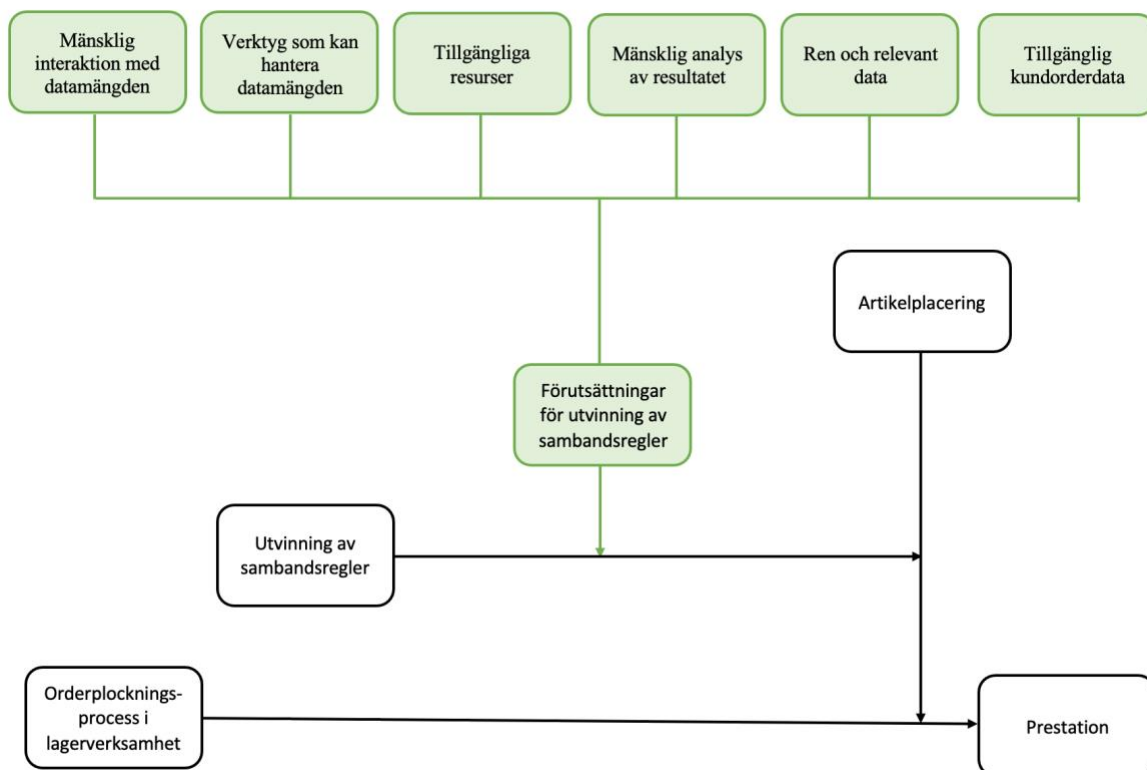 Mänsklig
interaktion med
datamängden
Verktyg som kan
hantera
datamängden
Tillgängliga
resurser
Mänsklig analys
av resultatet
Ren och relevant
data
Tillgänglig
kundorderdata
Artikelplacering
Förutsättningar
för utvinning av
sambandsregler
Utvinning av
sambandsregler
Orderplocknings-
process i
lagerverksamhet
Prestation